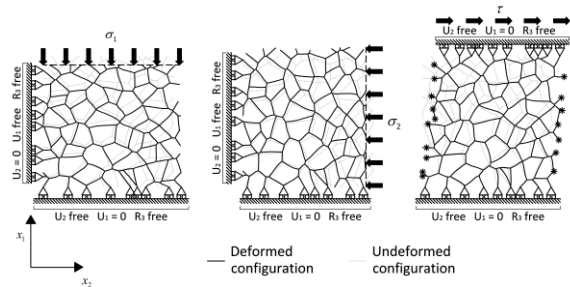 σ₁
U₂ = 0 U₁ free R₃ free
U₂ free U₁ = 0 R₃ free
x₁
x₂
σ₂
U₂ = 0 U₁ free R₃ free
U₂ free U₁ = 0 R₃ free
τ
U₂ free U₁ = 0 R₃ free
U₂ free U₁ = 0 R₃ free
Deformed
configuration
Undeformed
configuration